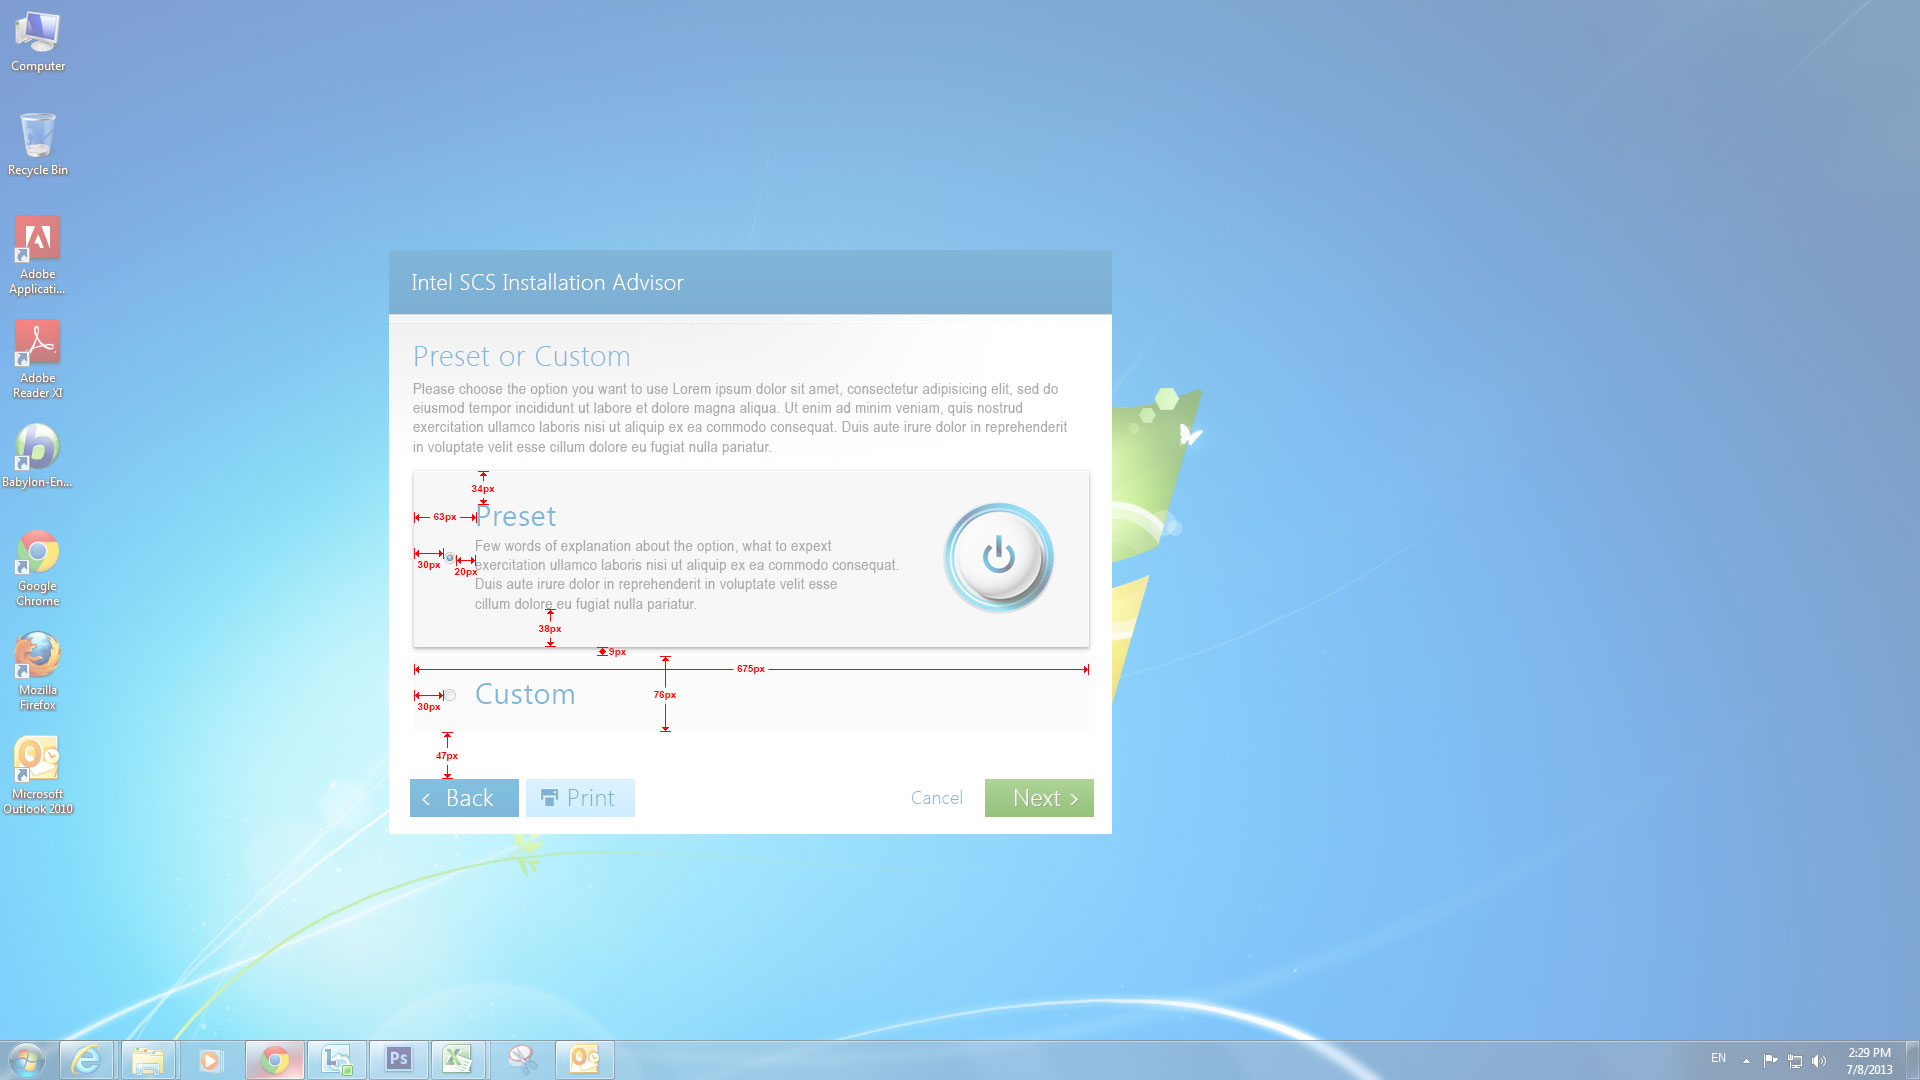 Computer
Recycle Bin
Adobe
Applicati...
Adobe
Reader XI
Babylon-En...
Google
Chrome
Mozilla
Firefox
Microsoft
Outlook 2010
Intel SCS Installation Advisor
Preset or Custom
Please choose the option you want to use Lorem ipsum dolor sit amet, consectetur adipisicing elit, sed do
eiusmod tempor incididunt ut labore et dolore magna aliqua. Ut enim ad minim veniam, quis nostrud
exercitation ullamco laboris nisi ut aliquip ex ea commodo consequat. Duis aute irure dolor in reprehenderit
in voluptate velit esse cillum dolore eu fugiat nulla pariatur.
34px
63px
Preset
Few words of explanation about the option, what to expext
30px
20px
exercitation ullamco laboris nisi ut aliquip ex ea commodo consequat.
Duis aute irure dolor in reprehenderit in voluptate velit esse
cillum dolore eu fugiat nulla pariatur.
38px
9px
675px
76px
Custom
30px
47px
Back
Print
Cancel
Next
Ps
EN
2:29 PM
7/8/2013